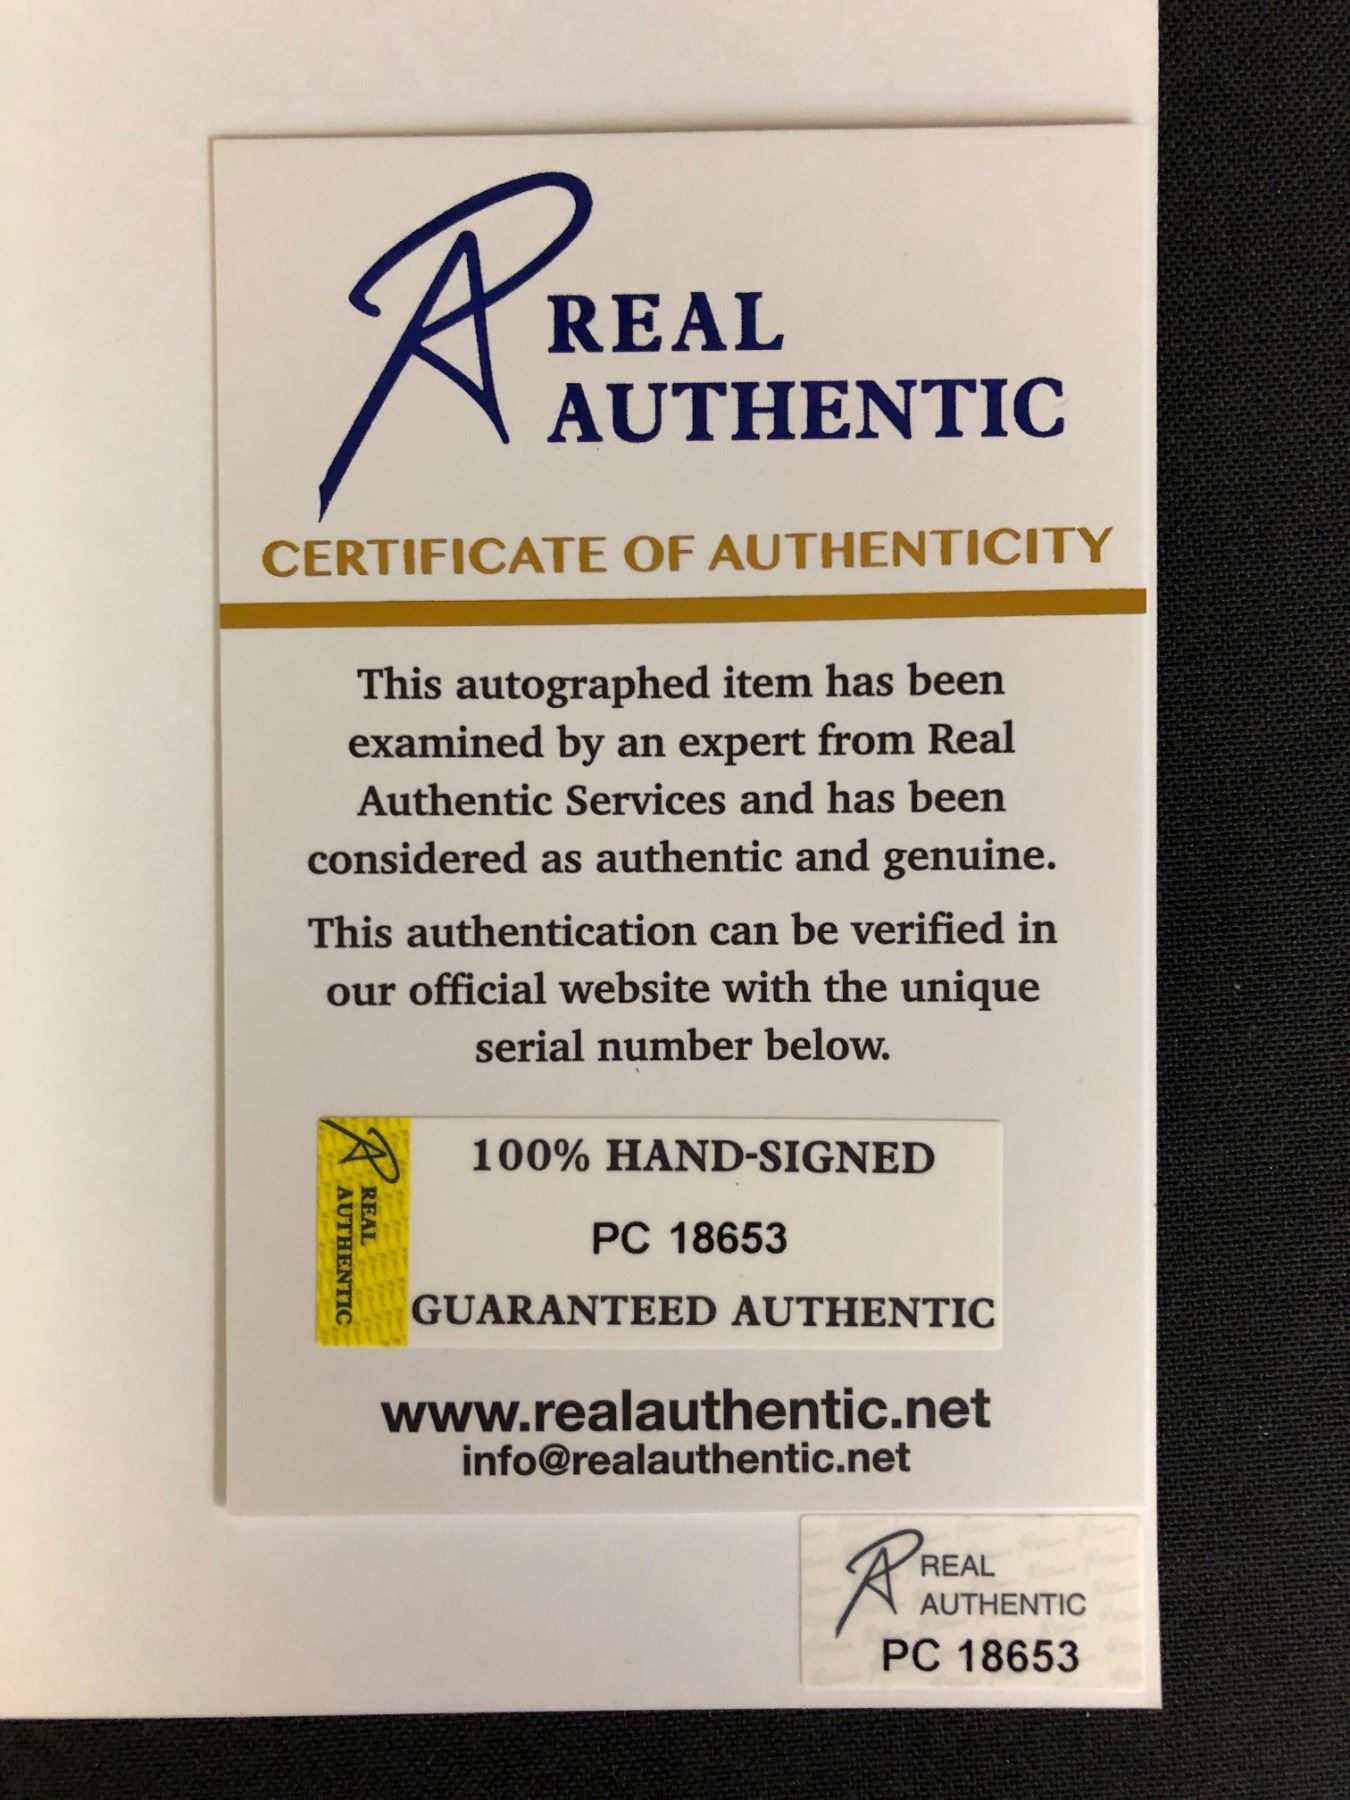 REAL
AUTHENTIC
CERTIFICATE OF AUTHENTICITY
This autographed item has been
examined by an expert from Real
Authentic Services and has been
considered as authentic and genuine.
This authentication can be verified in
our official website with the unique
serial number below.
REAL
AUTHENTIC
100% HAND-SIGNED
PC 18653
GUARANTEED AUTHENTIC
www.realauthentic.net
info@realauthentic.net
REAL
AUTHENTIC
PC 18653